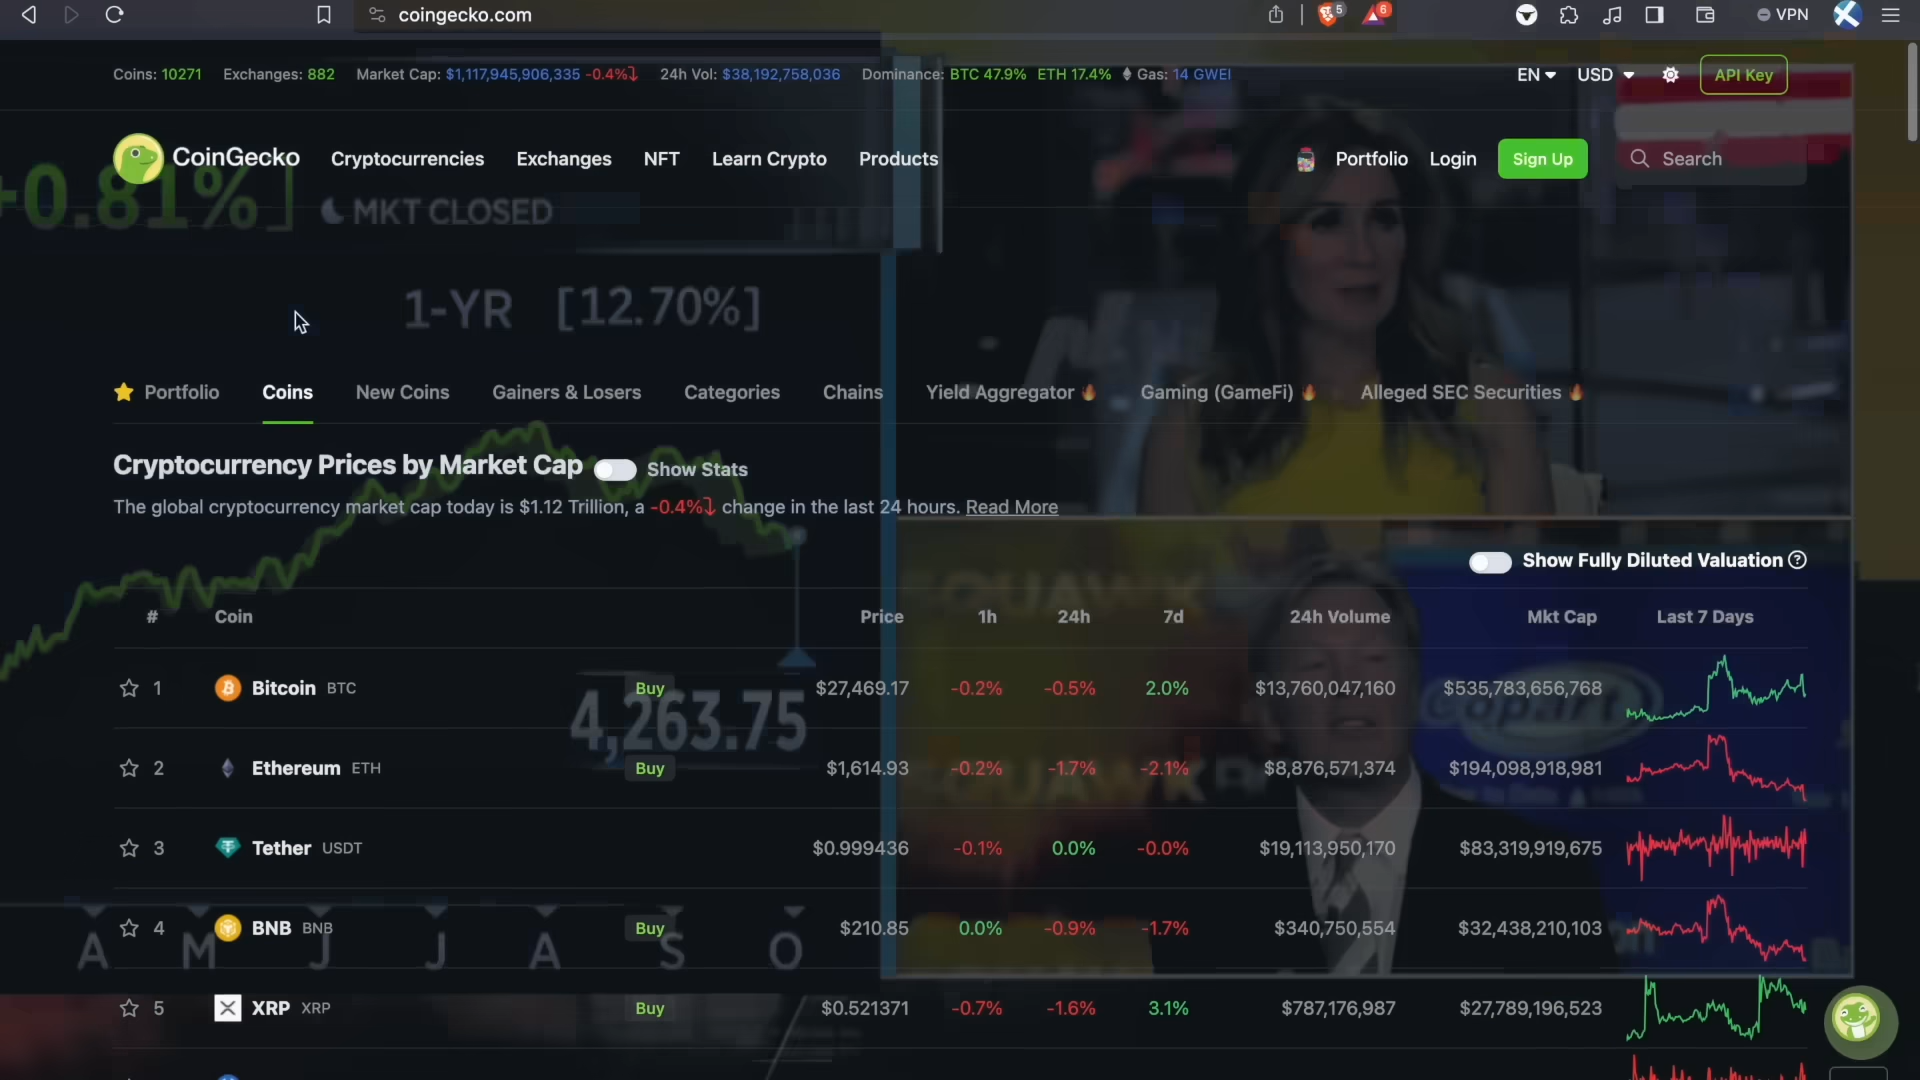 coingecko.com
5
6
VPN
Coins: 10271 Exchanges: 882 Market Cap: $1,117,945,906,335 -0.4% 24h Vol: $38,192,758,036 Dominance: BTC 47.9% ETH 17.4% Gas: 14 GWEI
EN USD API Key
CoinGecko Cryptocurrencies Exchanges NFT Learn Crypto Products Portfolio Login Sign Up Search
+0.81%] MKT CLOSED
1-YR [12.70%]
Portfolio Coins New Coins Gainers & Losers Categories Chains Yield Aggregator Gaming (GameFi) Alleged SEC Securities
Cryptocurrency Prices by Market Cap Show Stats
The global cryptocurrency market cap today is $1.12 Trillion, a -0.4% change in the last 24 hours. Read More
Show Fully Diluted Valuation ?
# Coin Price 1h 24h 7d 24h Volume Mkt Cap Last 7 Days
1 Bitcoin BTC Buy $27,469.17 -0.2% -0.5% 2.0% $13,760,047,160 $535,783,656,768
Copart
4,263.75
2 Ethereum ETH Buy $1,614.93 -0.2% -1.7% -2.1% $8,876,571,374 $194,098,918,981
3 Tether USDT $0.999436 -0.1% 0.0% -0.0% $19,113,950,170 $83,319,919,675
4 BNB BNB Buy $210.85 0.0% -0.9% -1.7% $340,750,554 $32,438,210,103
A M J J A S O
5 XRP XRP Buy $0.521371 -0.7% -1.6% 3.1% $787,176,987 $27,789,196,523